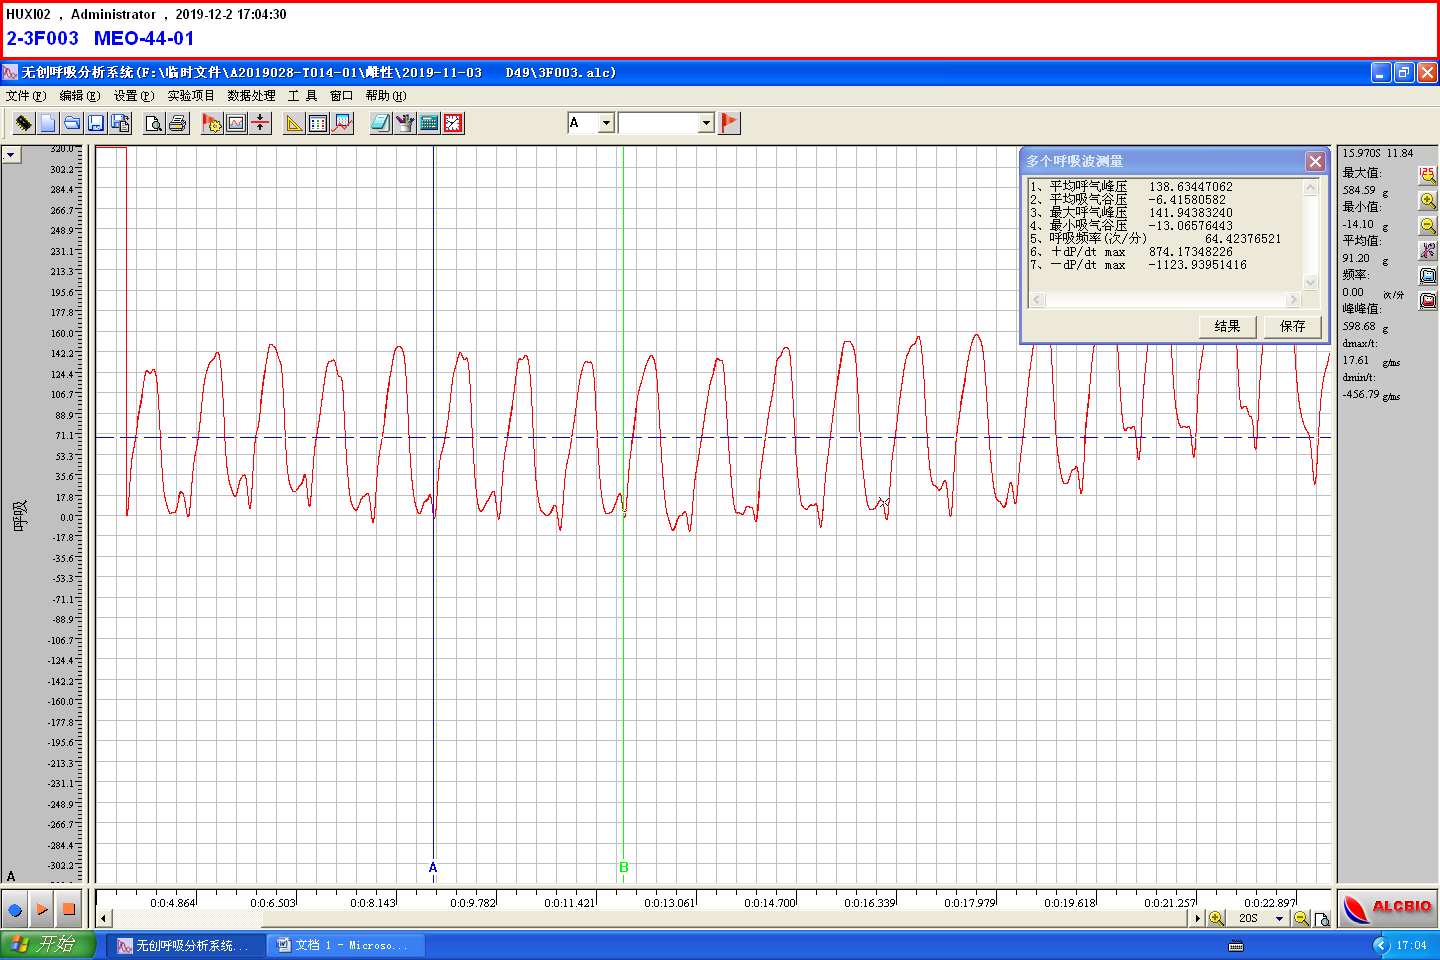 HUXI02 , Administrator , 2019-12-2 17:04:30
2-3F003 MEO-44-01
无创呼吸分析系统(F:\临时文件\A2019028-T014-01\雌性\2019-11-03 D49\3F003.alc)
文件(F) 编辑(E) 设置(P) 实验项目 数据处理 工 具 窗口 帮助(H)
A
320.0
302.2
284.4
266.7
248.9
231.1
213.3
195.6
177.8
160.0
142.2
124.4
106.7
88.9
71.1
53.3
35.6
17.8
0.0
-17.8
-35.6
-53.3
-71.1
-88.9
-106.7
-124.4
-142.2
-160.0
-177.8
-195.6
-213.3
-231.1
-248.9
-266.7
-284.4
-302.2
呼吸
A
A
B
多个呼吸波测量
1、平均呼气峰压 138.63447062
2、平均吸气谷压 -6.41580582
3、最大呼气峰压 141.94383240
4、最小吸气谷压 -13.06576443
5、呼吸频率(次/分) 64.42376521
6、＋dP/dt max 874.17348226
7、－dP/dt max -1123.93951416
结果 保存
15.970S 11.84
最大值:
584.59 g
最小值:
-14.10 g
平均值:
91.20 g
频率:
0.00 次/分
峰峰值:
598.68 g
dmax/t:
17.61 g/ms
dmin/t:
-456.79 g/ms
125
0:0:4.864 0:0:6.503 0:0:8.143 0:0:9.782 0:0:11.421 0:0:13.061 0:0:14.700 0:0:16.339 0:0:17.979 0:0:19.618 0:0:21.257 0:0:22.897
20S
ALCBIO
开始 无创呼吸分析系统... 文档 1 - Microso... 17:04